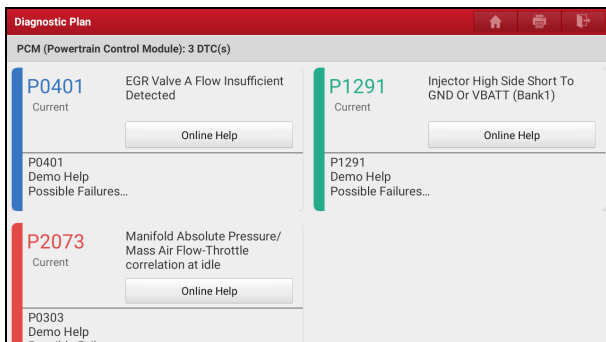 Diagnostic Plan
PCM (Powertrain Control Module): 3 DTC(s)
P0401
Current
EGR Valve A Flow Insufficient
Detected
Online Help
P0401
Demo Help
Possible Failures...
P1291
Current
Injector High Side Short To
GND Or VBATT (Bank1)
Online Help
P1291
Demo Help
Possible Failures...
P2073
Current
Manifold Absolute Pressure/
Mass Air Flow-Throttle
correlation at idle
Online Help
P0303
Demo Help